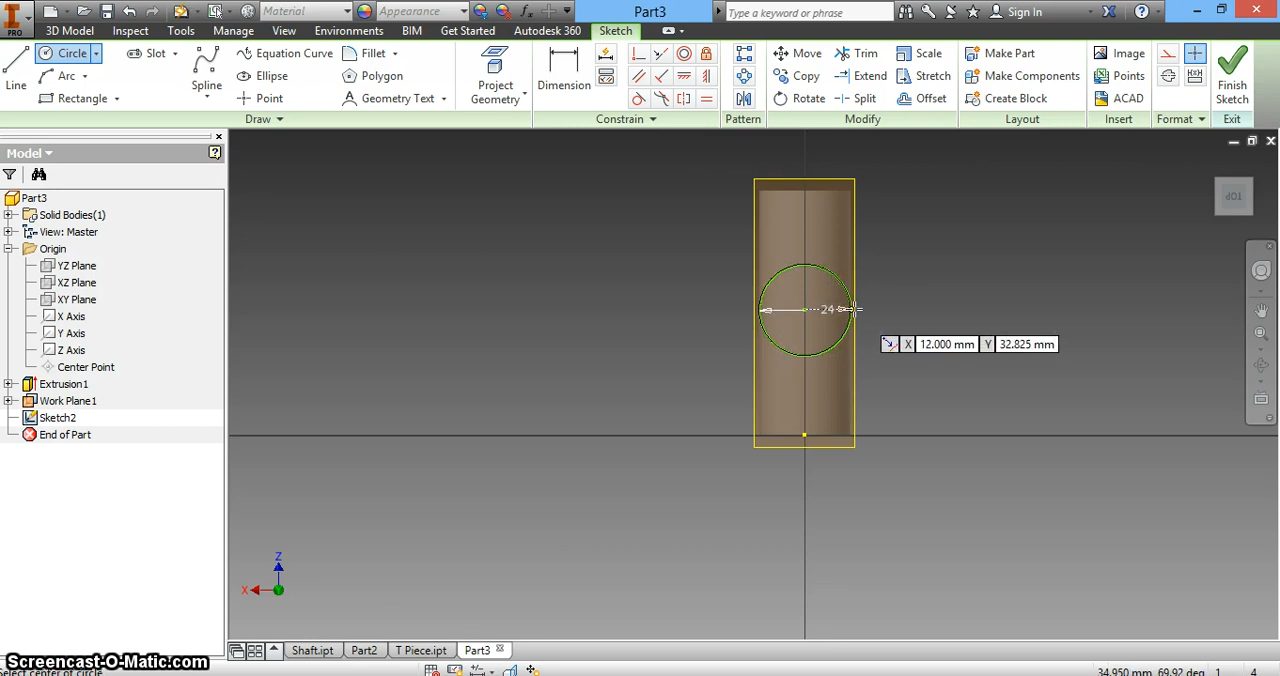 PRO
Material
Appearance
Part3
Type a keyword or phrase
Sign In
3D Model
Inspect
Tools
Manage
View
Environments
BIM
Get Started
Autodesk 360
Sketch
Line
Circle
Arc
Rectangle
Slot
Spline
Equation Curve
Ellipse
Point
Fillet
Polygon
Geometry Text
Project
Geometry
Dimension
Move
Copy
Rotate
Trim
Extend
Split
Scale
Stretch
Offset
Make Part
Make Components
Create Block
Image
Points
ACAD
Finish
Sketch
Draw
Constrain
Pattern
Modify
Layout
Insert
Format
Exit
Model
Part3
Solid Bodies(1)
View: Master
Origin
YZ Plane
XZ Plane
XY Plane
X Axis
Y Axis
Z Axis
Center Point
Extrusion1
Work Plane1
Sketch2
End of Part
TOP
24
X 12.000 mm Y 32.825 mm
Z
X
Shaft.ipt
Part2
T Piece.ipt
Part3
Screencast-O-Matic.com
Select center of circle
34.950 mm, 69.92 deg
1
4